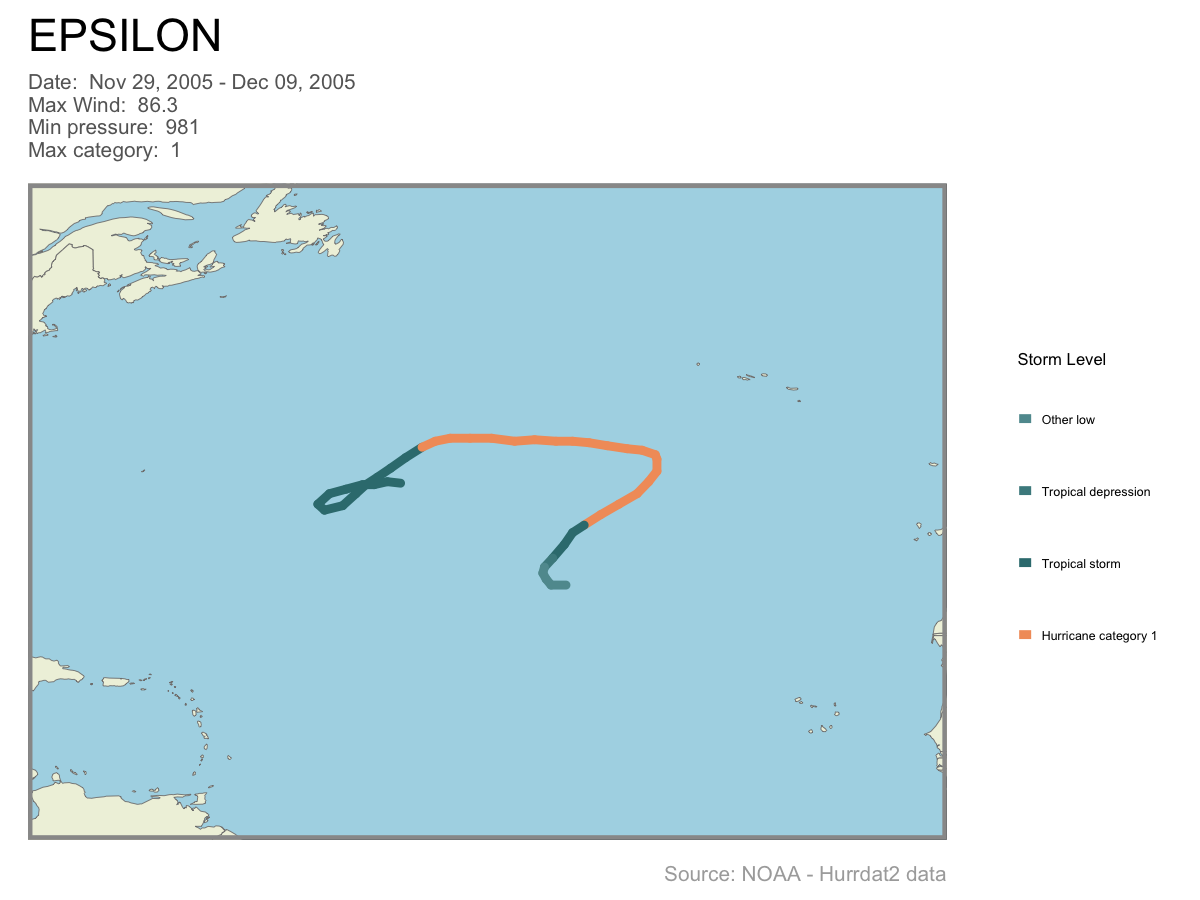 EPSILON
Date:  Nov 29, 2005 - Dec 09, 2005
Max Wind:  86.3
Min pressure:  981
Max category:  1
Storm Level
Other low
Tropical depression
Tropical storm
Hurricane category 1
Source: NOAA - Hurrdat2 data